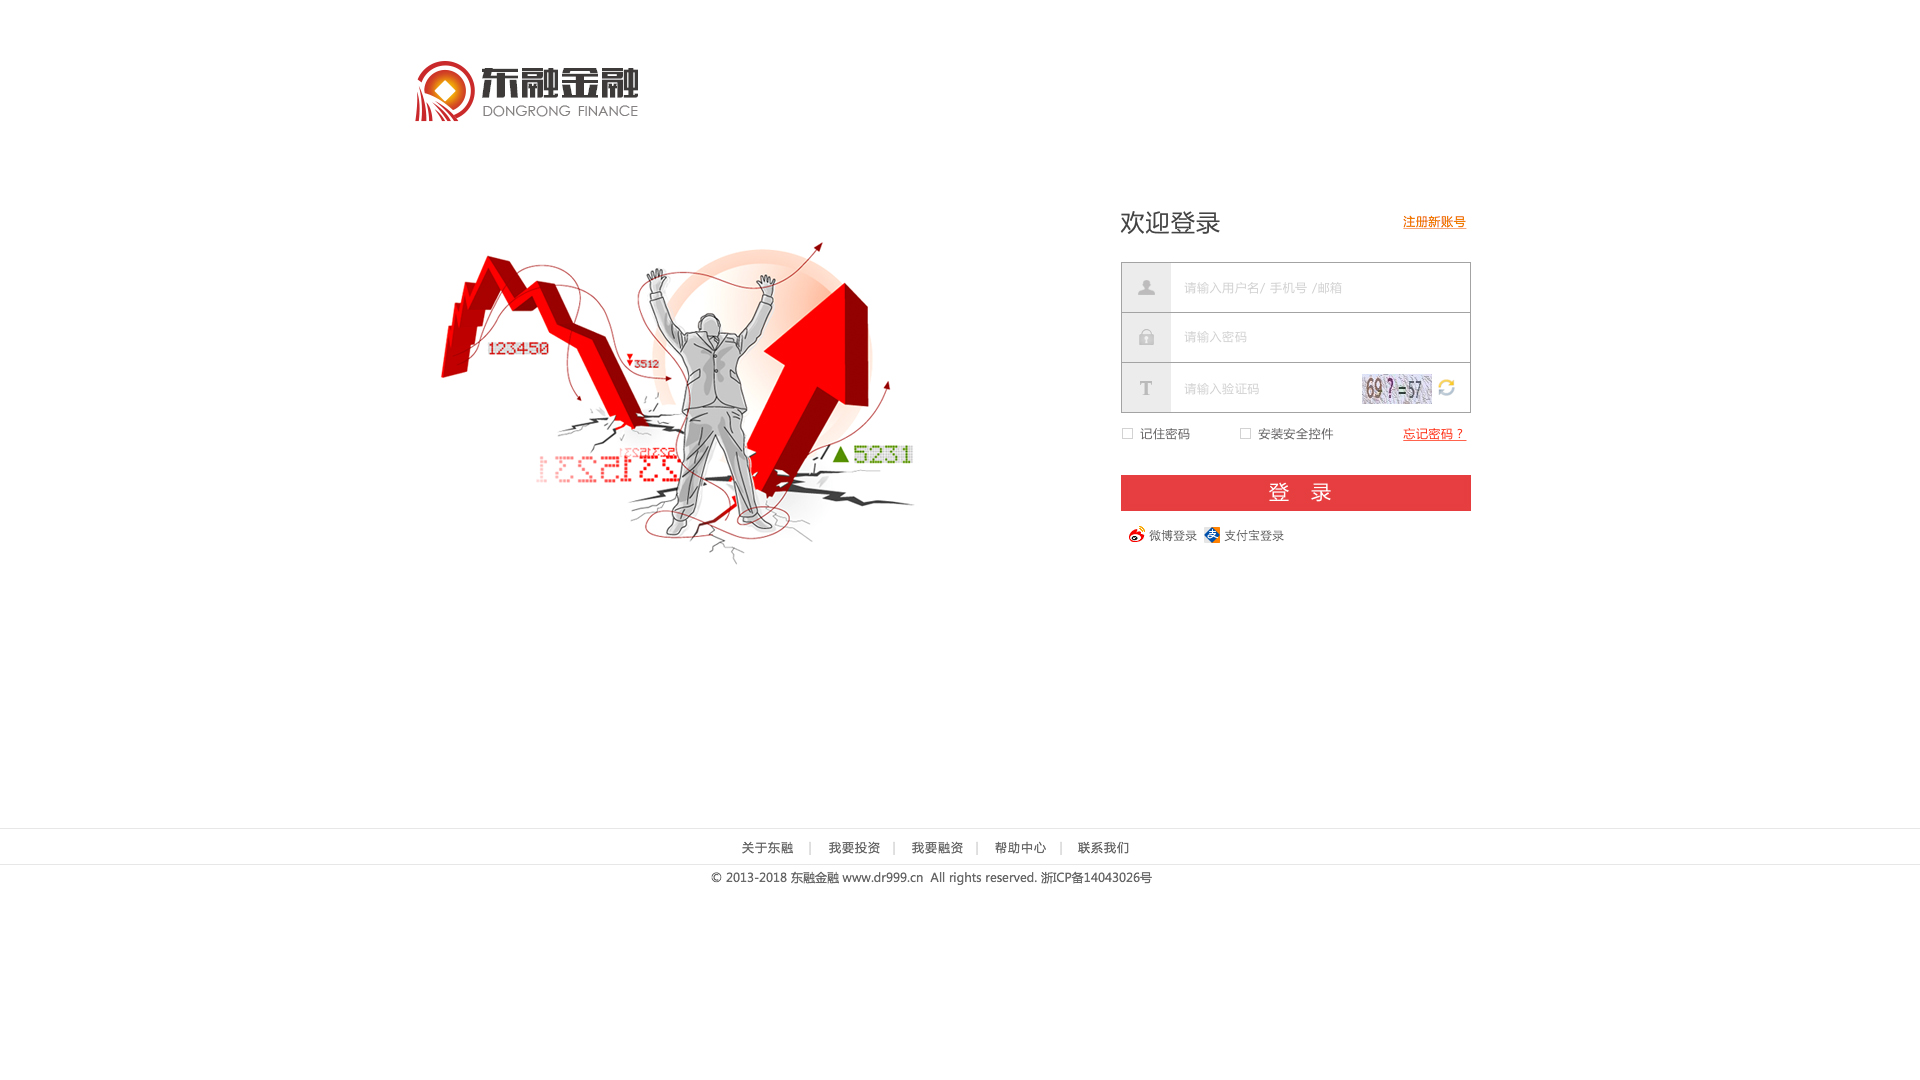 东融金融
DONGRONG FINANCE
欢迎登录
注册新账号
请输入用户名/ 手机号 /邮箱
请输入密码
请输入验证码
69 ? =57
记住密码
安装安全控件
忘记密码？
登 录
微博登录
支付宝登录
123450
3512
5231
关于东融 | 我要投资 | 我要融资 | 帮助中心 | 联系我们
© 2013-2018 东融金融 www.dr999.cn All rights reserved. 浙ICP备14043026号